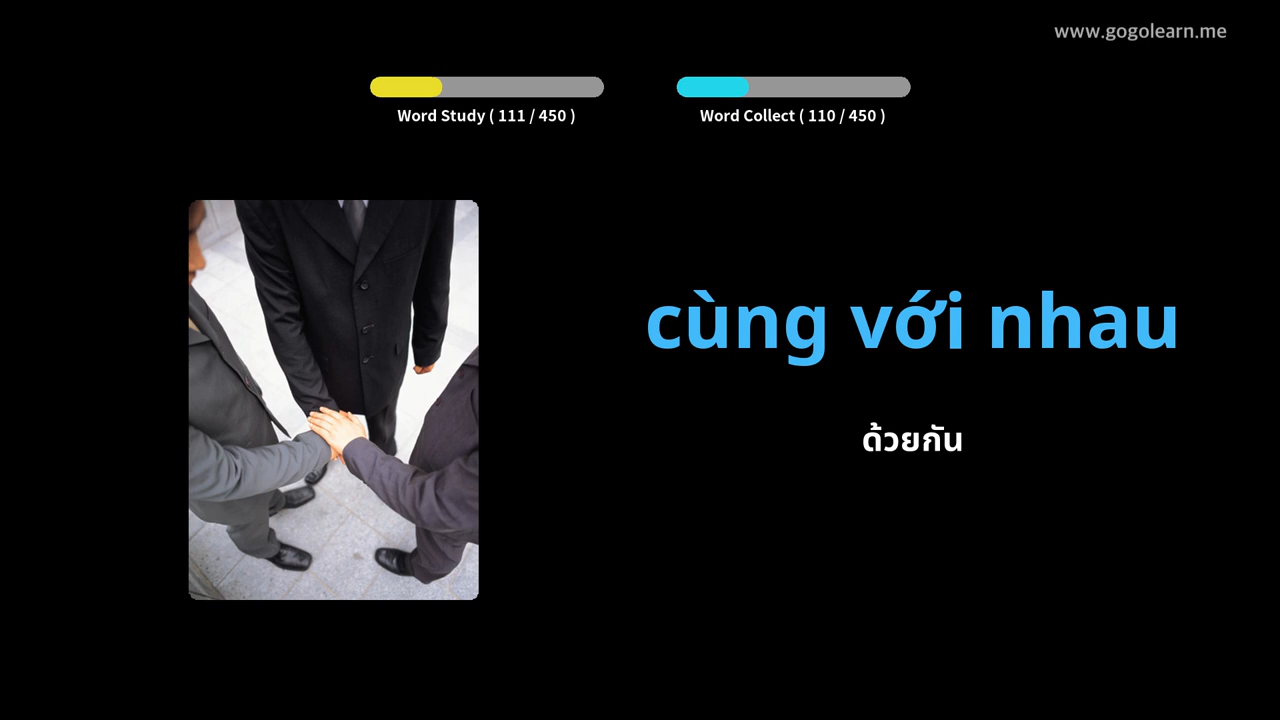 www.gogolearn.me
Word Study ( 111 / 450 )
Word Collect ( 110 / 450 )
cùng với nhau
ด้วยกัน